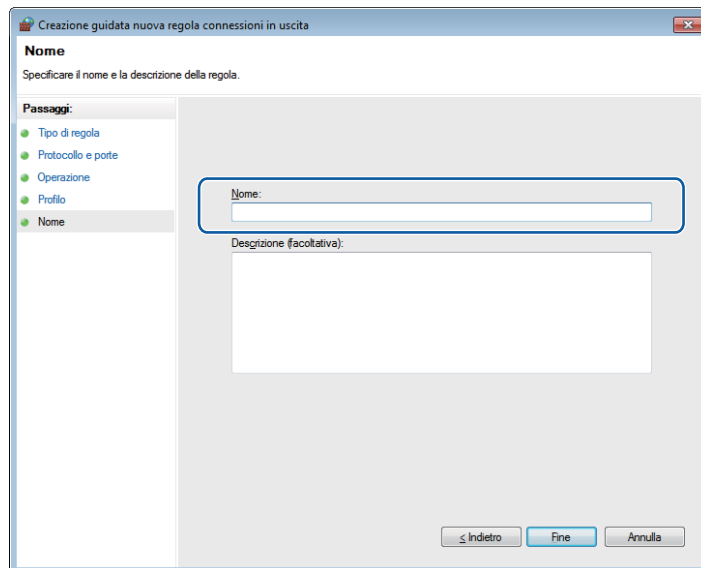 Creazione guidata nuova regola connessioni in uscita
Nome
Specificare il nome e la descrizione della regola.
Passaggi:
Tipo di regola
Protocollo e porte
Operazione
Profilo
Nome
Nome:
Descrizione (facoltativa):
< Indietro
Fine
Annulla